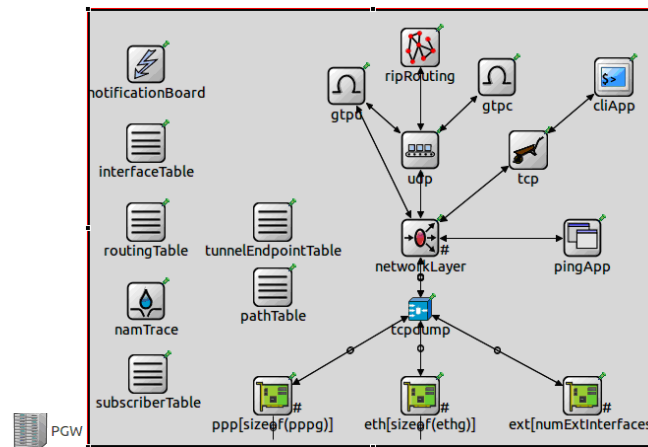 ripRouting
notificationBoard
gtpu
gtpc
$>_
cliApp
interfaceTable
udp
tcp
routingTable
tunnelEndpointTable
networkLayer
#
pingApp
namTrace
pathTable
tcpdump
subscriberTable
#
#
#
ppp[sizeof(pppg)]
eth[sizeof(ethg)]
ext[numExtInterfaces
PGW